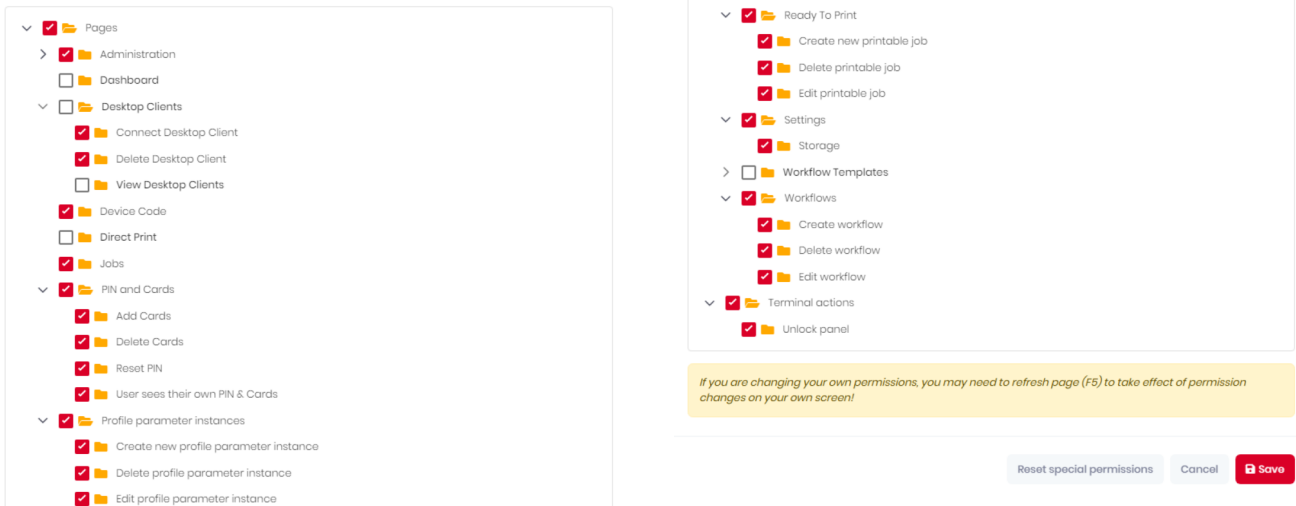 Pages
Administration
Dashboard
Desktop Clients
Connect Desktop Client
Delete Desktop Client
View Desktop Clients
Device Code
Direct Print
Jobs
PIN and Cards
Add Cards
Delete Cards
Reset PIN
User sees their own PIN & Cards
Profile parameter instances
Create new profile parameter instance
Delete profile parameter instance
Edit profile parameter instance
Ready To Print
Create new printable job
Delete printable job
Edit printable job
Settings
Storage
Workflow Templates
Workflows
Create workflow
Delete workflow
Edit workflow
Terminal actions
Unlock panel
If you are changing your own permissions, you may need to refresh page (F5) to take effect of permission
changes on your own screen!
Reset special permissions Cancel Save